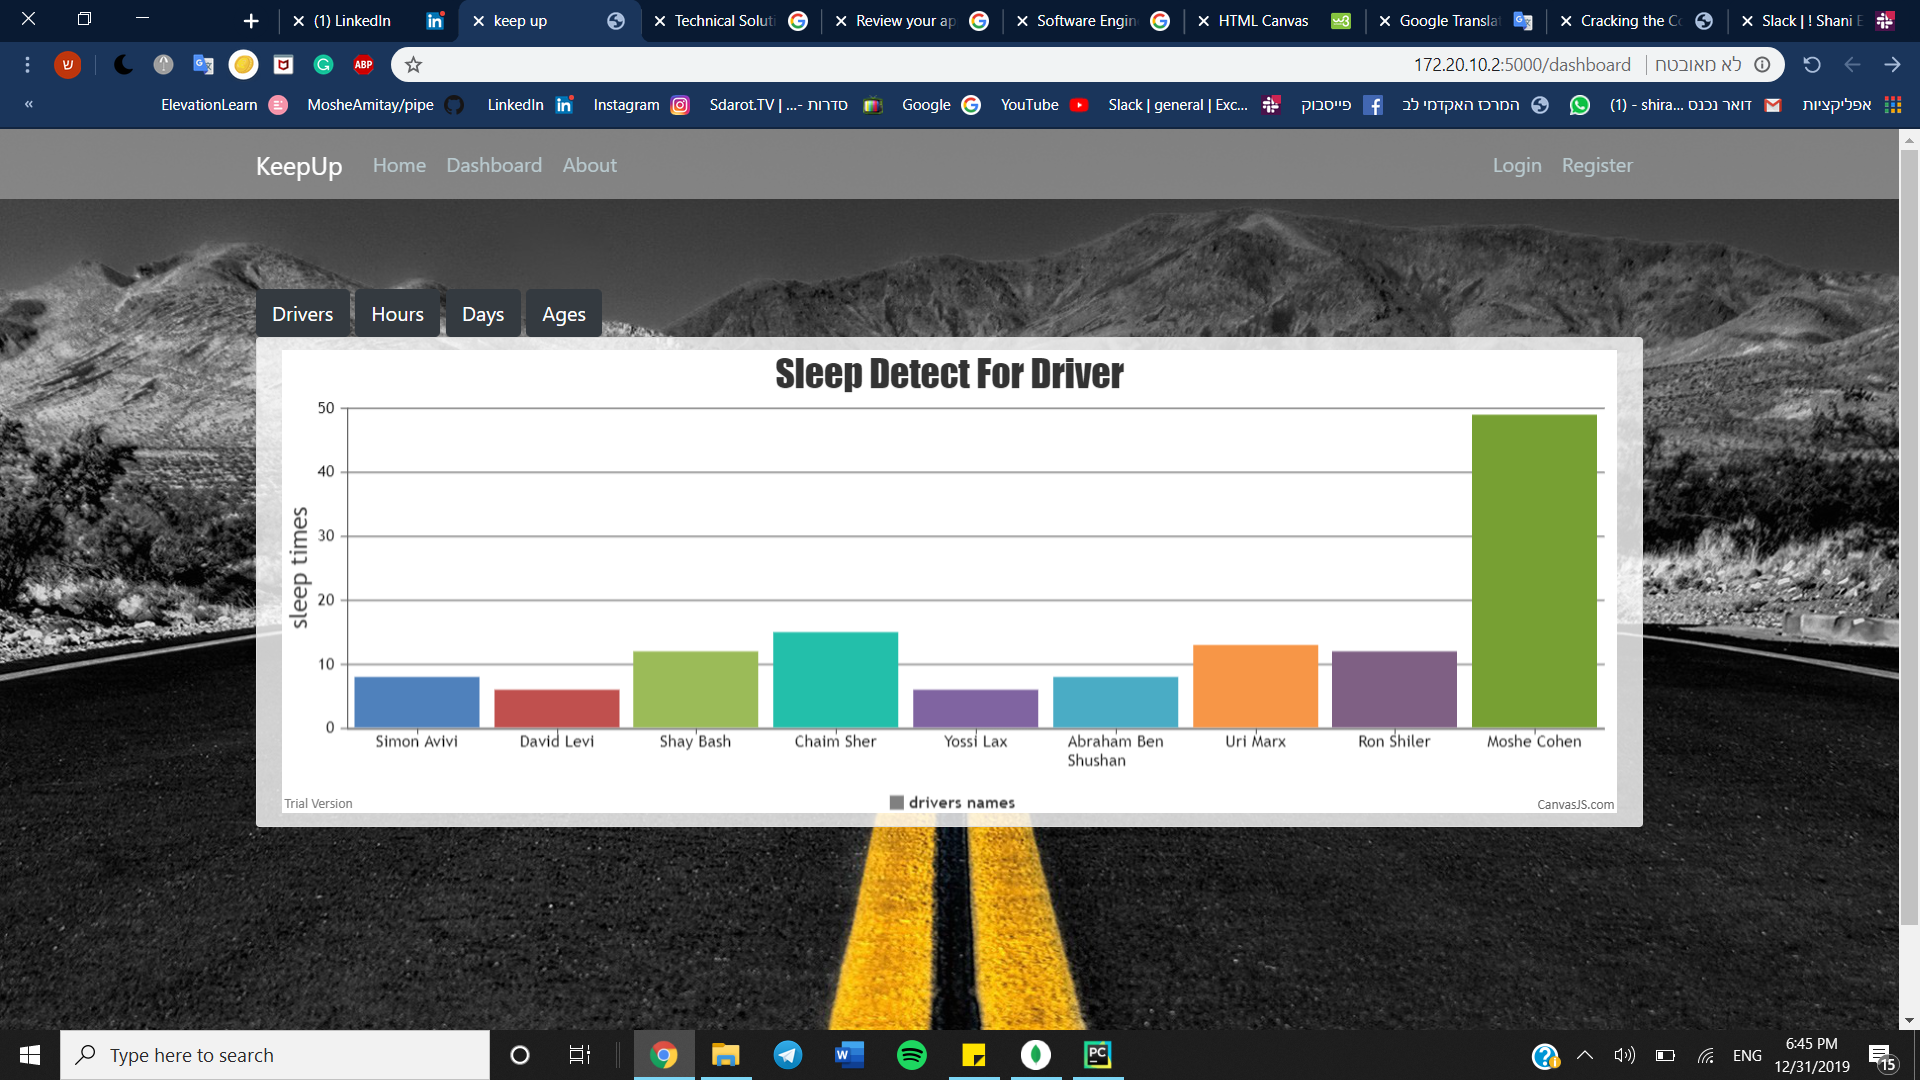 (1) LinkedIn
keep up
Technical Soluti
Review your ap
Software Engin
HTML Canvas
Google Transla
Cracking the Co
Slack | ! Shani E
ש
ABP
172.20.10.2:5000/dashboard
לא מאובטח
«
ElevationLearn
MosheAmitay/pipe
LinkedIn
Instagram
Sdarot.TV | ...- סדרות
Google
YouTube
Slack | general | Exc...
פייסבוק
המרכז האקדמי לב
(1) - shira... דואר נכנס
אפליקציות
KeepUp
Home
Dashboard
About
Login
Register
Drivers
Hours
Days
Ages
Sleep Detect For Driver
sleep times
50
40
30
20
10
0
Simon Avivi
David Levi
Shay Bash
Chaim Sher
Yossi Lax
Abraham Ben
Shushan
Uri Marx
Ron Shiler
Moshe Cohen
drivers names
Trial Version
CanvasJS.com
Type here to search
W
PC
ENG
6:45 PM
12/31/2019
15